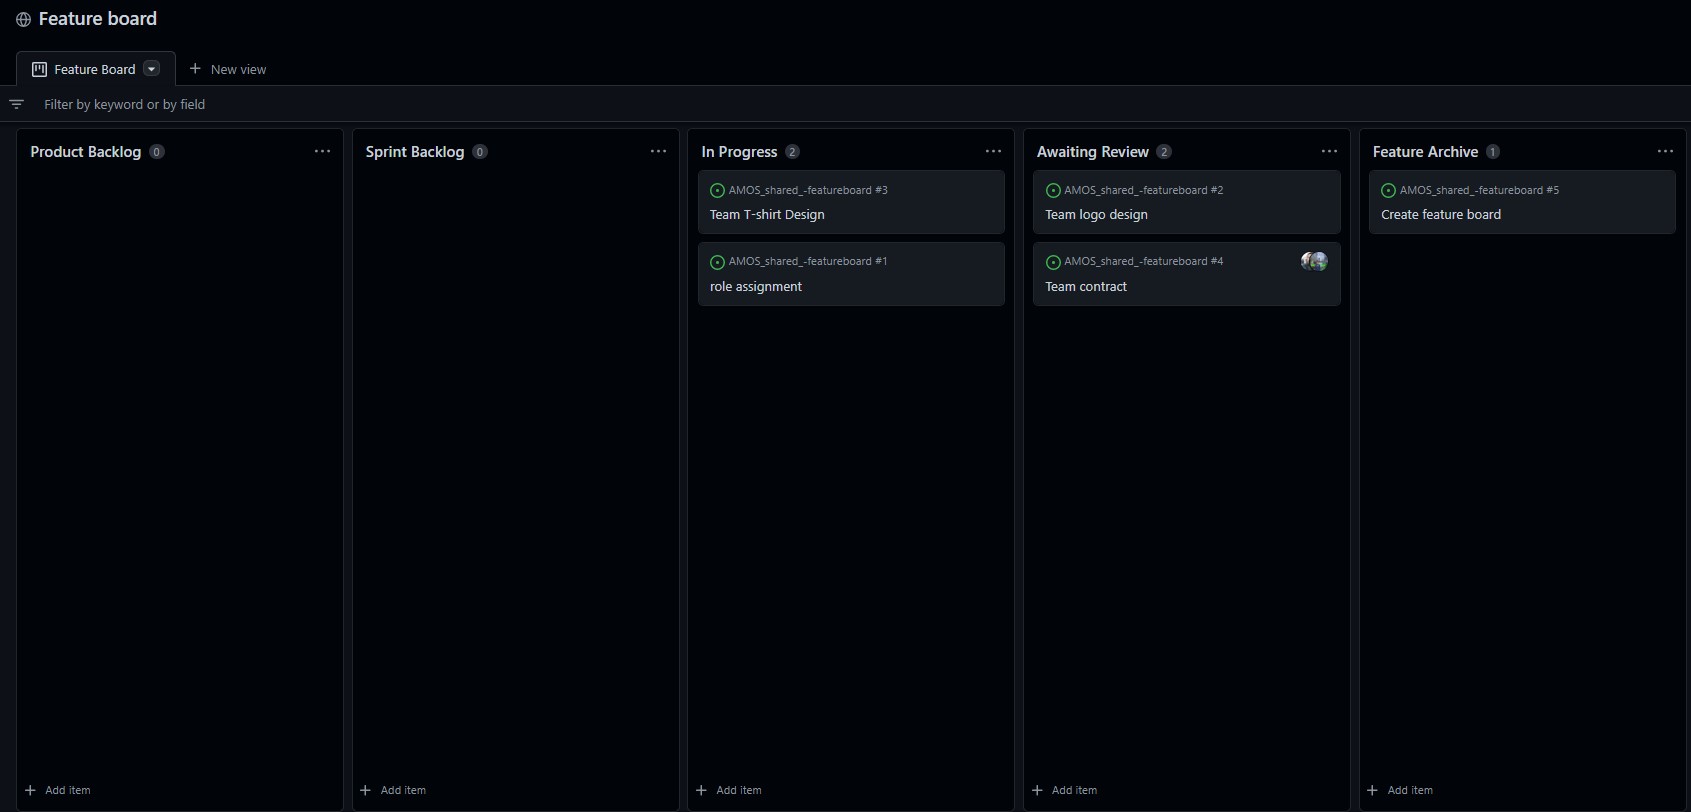 Feature board
Feature Board
New view
Filter by keyword or by field
Product Backlog 0
Sprint Backlog 0
In Progress 2
AMOS_shared_-featureboard #3
Team T-shirt Design
AMOS_shared_-featureboard #1
role assignment
Awaiting Review 2
AMOS_shared_-featureboard #2
Team logo design
AMOS_shared_-featureboard #4
Team contract
Feature Archive 1
AMOS_shared_-featureboard #5
Create feature board
Add item
Add item
Add item
Add item
Add item